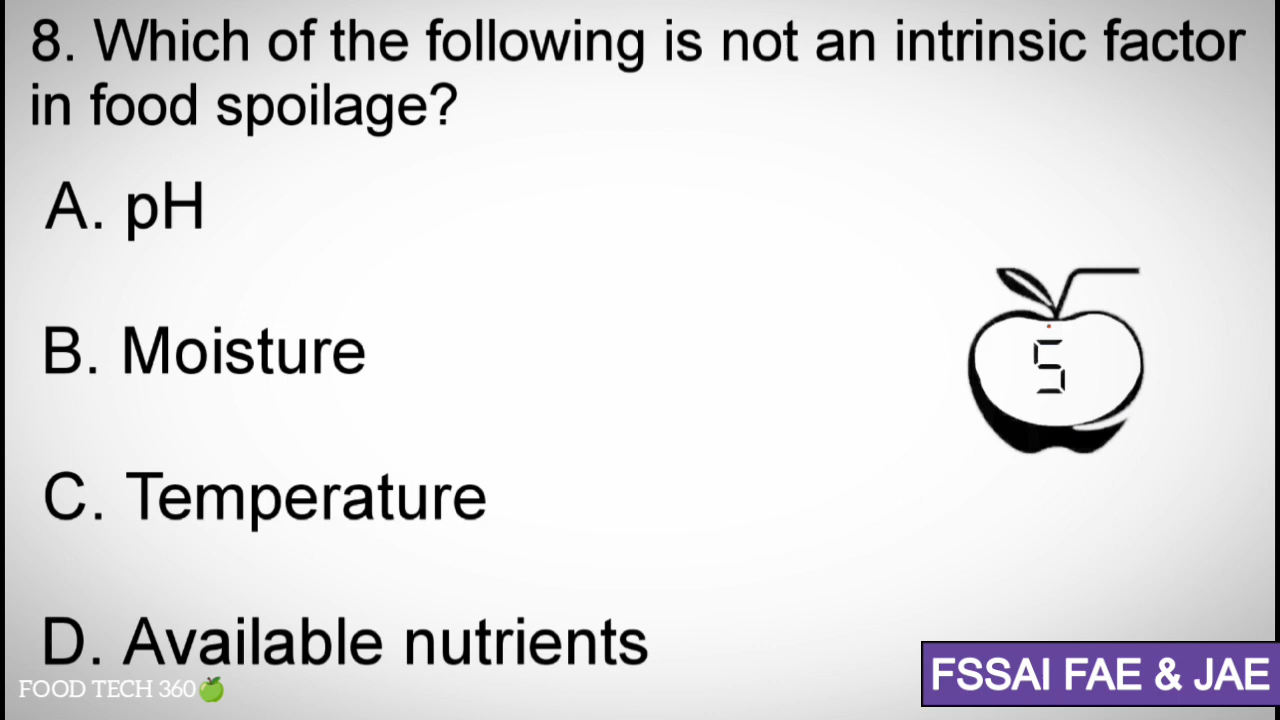 8. Which of the following is not an intrinsic factor
in food spoilage?
A. pH
B. Moisture
5
C. Temperature
D. Available nutrients
FOOD TECH 360
FSSAI FAE & JAE